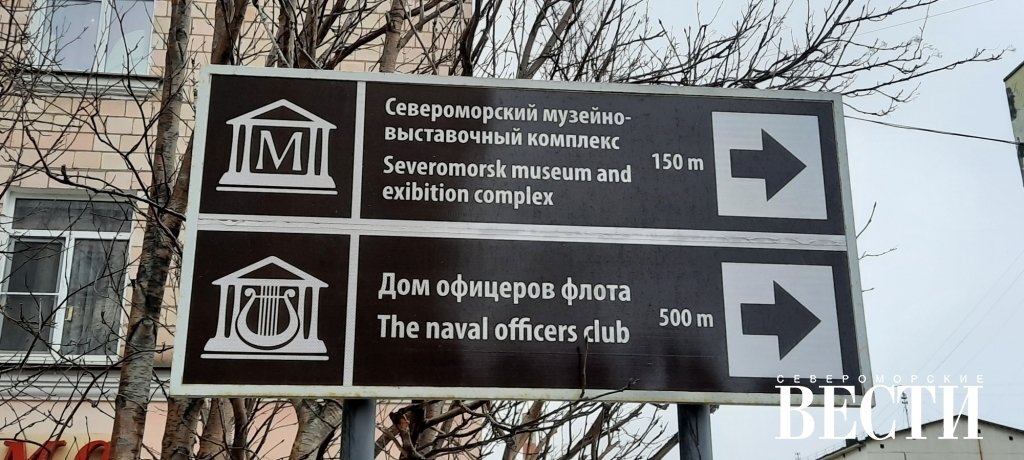 М
Североморский музейно-
выставочный комплекс
Severomorsk museum and
exibition complex
150 m
Дом офицеров флота
The naval officers club
500 m
СЕВЕРОМОРСКИЕ
ВЕСТИ